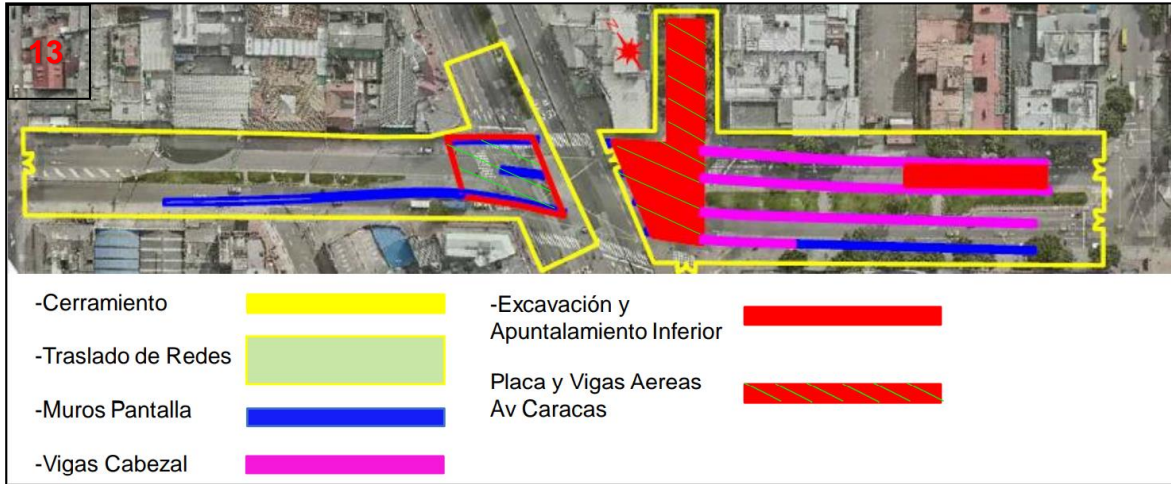 13
-Cerramiento
-Traslado de Redes
-Muros Pantalla
-Vigas Cabezal
-Excavación y
Apuntalamiento Inferior
Placa y Vigas Aereas
Av Caracas